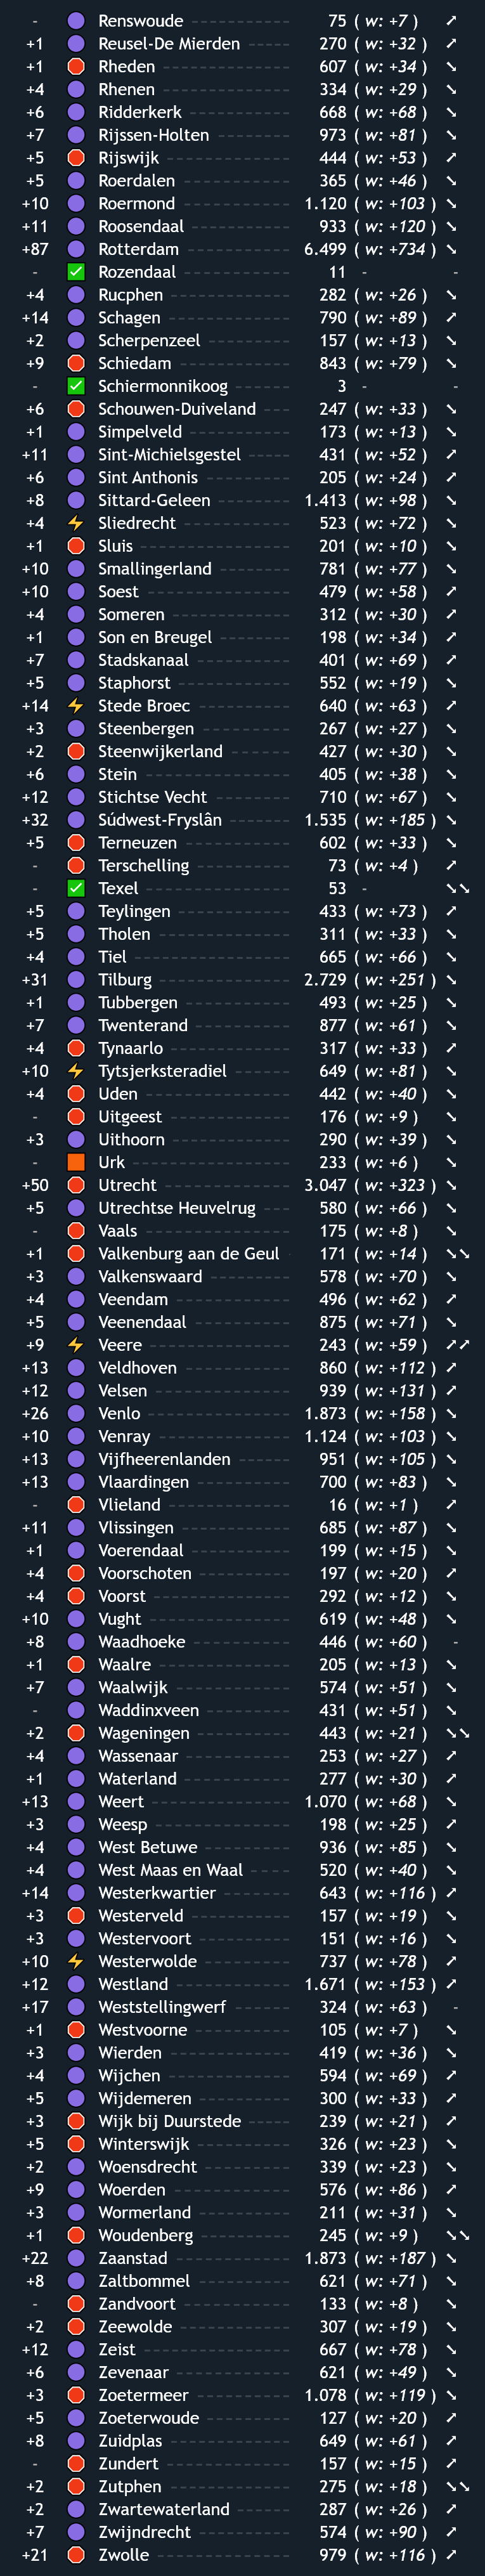 - Renswoude 75 ( w: +7 ) ↗
+1 Reusel-De Mierden 270 ( w: +32 ) ↗
+1 Rheden 607 ( w: +34 ) ↘
+4 Rhenen 334 ( w: +29 ) ↘
+6 Ridderkerk 668 ( w: +68 ) ↘
+7 Rijssen-Holten 973 ( w: +81 ) ↘
+5 Rijswijk 444 ( w: +53 ) ↗
+5 Roerdalen 365 ( w: +46 ) ↘
+10 Roermond 1.120 ( w: +103 ) ↘
+11 Roosendaal 933 ( w: +120 ) ↘
+87 Rotterdam 6.499 ( w: +734 ) ↘
- Rozendaal 11 - -
+4 Rucphen 282 ( w: +26 ) ↘
+14 Schagen 790 ( w: +89 ) ↗
+2 Scherpenzeel 157 ( w: +13 ) ↘
+9 Schiedam 843 ( w: +79 ) ↘
- Schiermonnikoog 3 - -
+6 Schouwen-Duiveland 247 ( w: +33 ) ↘
+1 Simpelveld 173 ( w: +13 ) ↘
+11 Sint-Michielsgestel 431 ( w: +52 ) ↗
+6 Sint Anthonis 205 ( w: +24 ) ↗
+8 Sittard-Geleen 1.413 ( w: +98 ) ↘
+4 Sliedrecht 523 ( w: +72 ) ↘
+1 Sluis 201 ( w: +10 ) ↘
+10 Smallingerland 781 ( w: +77 ) ↘
+10 Soest 479 ( w: +58 ) ↗
+4 Someren 312 ( w: +30 ) ↗
+1 Son en Breugel 198 ( w: +34 ) ↘
+7 Stadskanaal 401 ( w: +69 ) ↗
+5 Staphorst 552 ( w: +19 ) ↘
+14 Stede Broec 640 ( w: +63 ) ↗
+3 Steenbergen 267 ( w: +27 ) ↘
+2 Steenwijkerland 427 ( w: +30 ) ↘
+6 Stein 405 ( w: +38 ) ↘
+12 Stichtse Vecht 710 ( w: +67 ) ↘
+32 Súdwest-Fryslân 1.535 ( w: +185 ) ↘
+5 Terneuzen 602 ( w: +33 ) ↘
- Terschelling 73 ( w: +4 ) ↗
- Texel 53 - ↘↘
+5 Teylingen 433 ( w: +73 ) ↗
+5 Tholen 311 ( w: +33 ) ↘
+4 Tiel 665 ( w: +66 ) ↘
+31 Tilburg 2.729 ( w: +251 ) ↘
+1 Tubbergen 493 ( w: +25 ) ↘
+7 Twenterand 877 ( w: +61 ) ↘
+4 Tynaarlo 317 ( w: +33 ) ↗
+10 Tytsjerksteradiel 649 ( w: +81 ) ↘
+4 Uden 442 ( w: +40 ) ↘
- Uitgeest 176 ( w: +9 ) ↘
+3 Uithoorn 290 ( w: +39 ) ↘
- Urk 233 ( w: +6 ) ↘
+50 Utrecht 3.047 ( w: +323 ) ↘
+5 Utrechtse Heuvelrug 580 ( w: +66 ) ↘
- Vaals 175 ( w: +8 ) ↘
+1 Valkenburg aan de Geul 171 ( w: +14 ) ↘↘
+3 Valkenswaard 578 ( w: +70 ) ↘
+4 Veendam 496 ( w: +62 ) ↗
+5 Veenendaal 875 ( w: +71 ) ↘
+9 Veere 243 ( w: +59 ) ↗↗
+13 Veldhoven 860 ( w: +112 ) ↗
+12 Velsen 939 ( w: +131 ) ↗
+26 Venlo 1.873 ( w: +158 ) ↘
+10 Venray 1.124 ( w: +103 ) ↘
+13 Vijfheerenlanden 951 ( w: +105 ) ↘
+13 Vlaardingen 700 ( w: +83 ) ↘
- Vlieland 16 ( w: +1 ) ↗
+11 Vlissingen 685 ( w: +87 ) ↘
+1 Voerendaal 199 ( w: +15 ) ↘
+4 Voorschoten 197 ( w: +20 ) ↗
+4 Voorst 292 ( w: +12 ) ↘
+10 Vught 619 ( w: +48 ) ↘
+8 Waadhoeke 446 ( w: +60 ) -
+1 Waalre 205 ( w: +13 ) ↘
+7 Waalwijk 574 ( w: +51 ) ↘
- Waddinxveen 431 ( w: +51 ) ↘
+2 Wageningen 443 ( w: +21 ) ↘↘
+4 Wassenaar 253 ( w: +27 ) ↗
+1 Waterland 277 ( w: +30 ) ↗
+13 Weert 1.070 ( w: +68 ) ↘
+3 Weesp 198 ( w: +25 ) ↗
+4 West Betuwe 936 ( w: +85 ) ↘
+4 West Maas en Waal 520 ( w: +40 ) ↘
+14 Westerkwartier 643 ( w: +116 ) ↗
+3 Westerveld 157 ( w: +19 ) ↘
+3 Westervoort 151 ( w: +16 ) ↘
+10 Westerwolde 737 ( w: +78 ) ↗
+12 Westland 1.671 ( w: +153 ) ↗
+17 Weststellingwerf 324 ( w: +63 ) -
+1 Westvoorne 105 ( w: +7 ) ↘
+3 Wierden 419 ( w: +36 ) ↘
+4 Wijchen 594 ( w: +69 ) ↗
+5 Wijdemeren 300 ( w: +33 ) ↗
+3 Wijk bij Duurstede 239 ( w: +21 ) ↗
+5 Winterswijk 326 ( w: +23 ) ↘
+2 Woensdrecht 339 ( w: +23 ) ↘
+9 Woerden 576 ( w: +86 ) ↗
+3 Wormerland 211 ( w: +31 ) ↘
+1 Woudenberg 245 ( w: +9 ) ↘↘
+22 Zaanstad 1.873 ( w: +187 ) ↘
+8 Zaltbommel 621 ( w: +71 ) ↘
- Zandvoort 133 ( w: +8 ) ↘
+2 Zeewolde 307 ( w: +19 ) ↘
+12 Zeist 667 ( w: +78 ) ↘
+6 Zevenaar 621 ( w: +49 ) ↘
+3 Zoetermeer 1.078 ( w: +119 ) ↘
+5 Zoeterwoude 127 ( w: +20 ) ↗
+8 Zuidplas 649 ( w: +61 ) ↗
- Zundert 157 ( w: +15 ) ↗
+2 Zutphen 275 ( w: +18 ) ↘↘
+2 Zwartewaterland 287 ( w: +26 ) ↗
+7 Zwijndrecht 574 ( w: +90 ) ↗
+21 Zwolle 979 ( w: +116 ) ↗